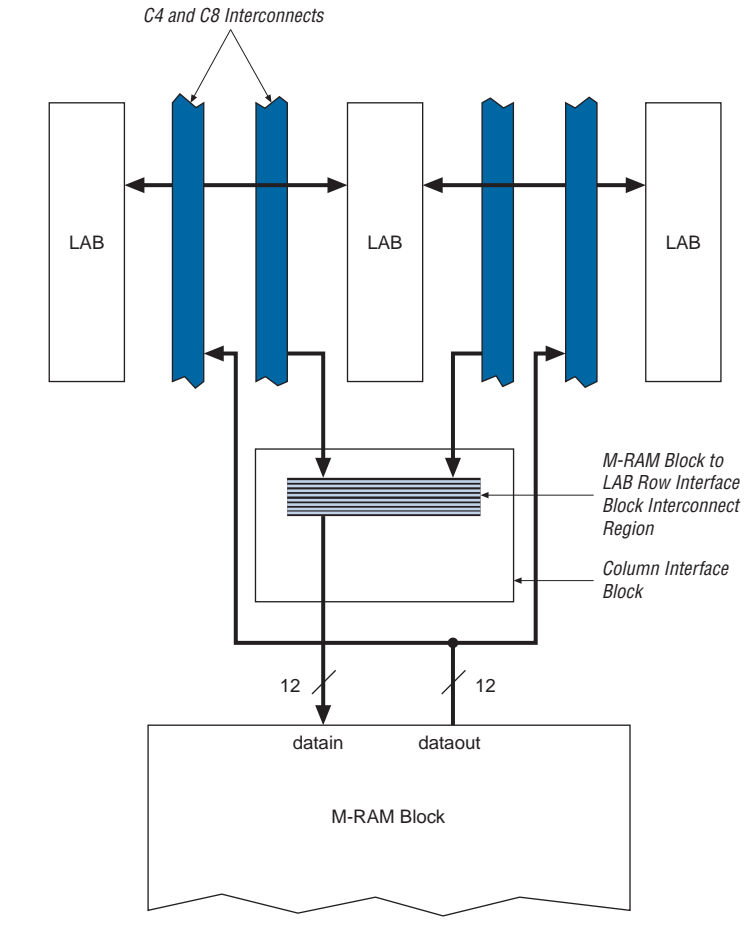 C4 and C8 Interconnects
LAB
LAB
LAB
M-RAM Block to
LAB Row Interface
Block Interconnect
Region
Column Interface
Block
12
12
datain
dataout
M-RAM Block